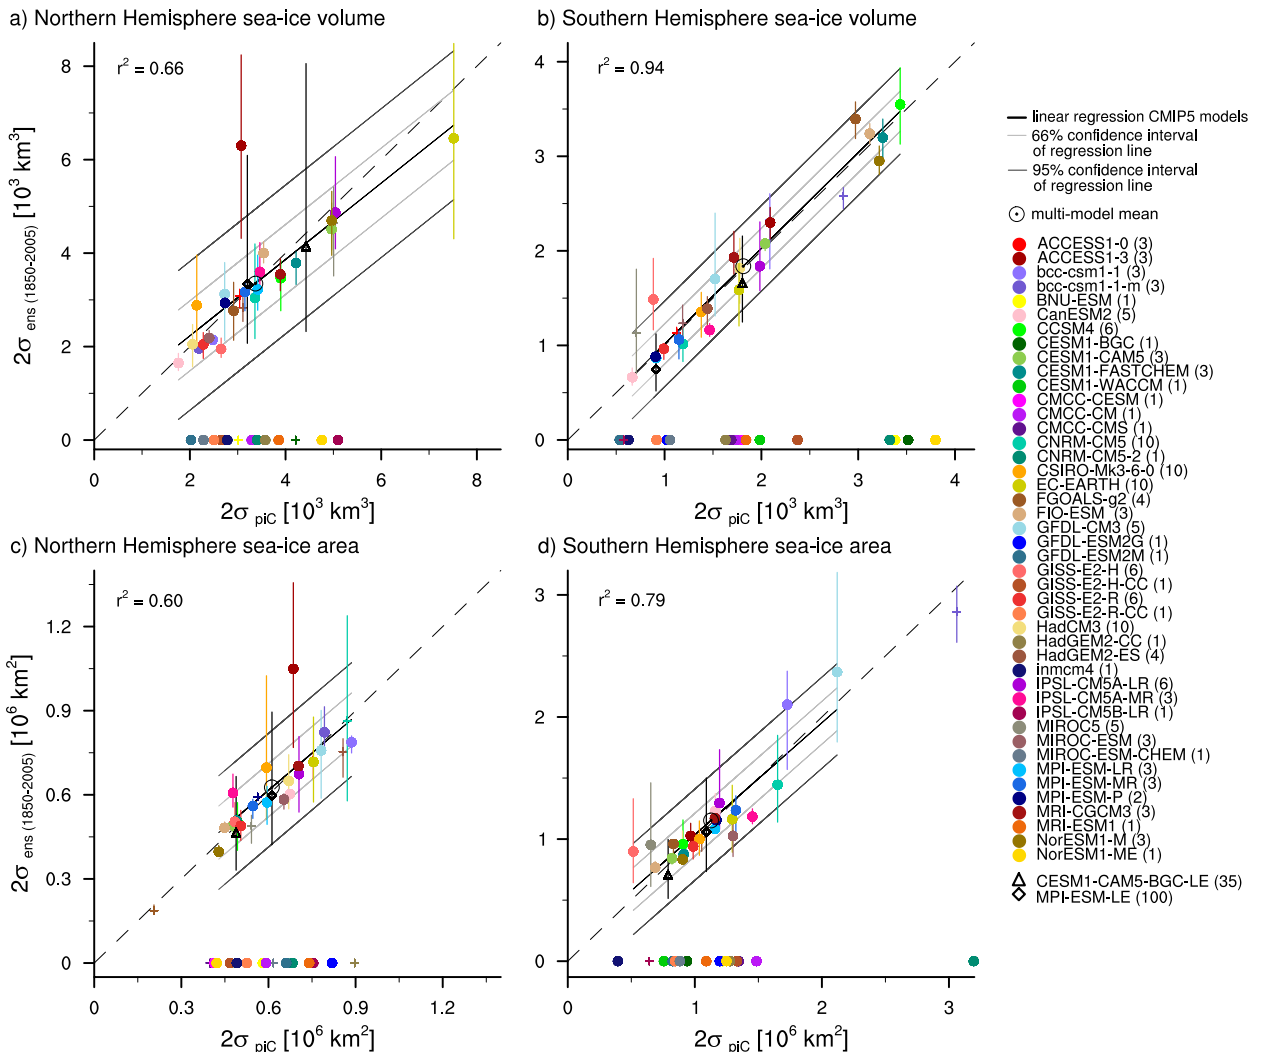 a) Northern Hemisphere sea-ice volume
r² = 0.66
8
6
4
2
0
2σ ens (1850-2005) [10³ km³]
0 2 4 6 8
2σ piC [10³ km³]
b) Southern Hemisphere sea-ice volume
r² = 0.94
4
3
2
1
0
0 1 2 3 4
2σ piC [10³ km³]
c) Northern Hemisphere sea-ice area
r² = 0.60
1.2
0.9
0.6
0.3
0
2σ ens (1850-2005) [10⁶ km²]
0 0.3 0.6 0.9 1.2
2σ piC [10⁶ km²]
d) Southern Hemisphere sea-ice area
r² = 0.79
3
2
1
0
0 1 2 3
2σ piC [10⁶ km²]
linear regression CMIP5 models
66% confidence interval
of regression line
95% confidence interval
of regression line
multi-model mean
ACCESS1-0 (3)
ACCESS1-3 (3)
bcc-csm1-1 (3)
bcc-csm1-1-m (3)
BNU-ESM (1)
CanESM2 (5)
CCSM4 (6)
CESM1-BGC (1)
CESM1-CAM5 (3)
CESM1-FASTCHEM (3)
CESM1-WACCM (1)
CMCC-CESM (1)
CMCC-CM (1)
CMCC-CMS (1)
CNRM-CM5 (10)
CNRM-CM5-2 (1)
CSIRO-Mk3-6-0 (10)
EC-EARTH (10)
FGOALS-g2 (4)
FIO-ESM (3)
GFDL-CM3 (5)
GFDL-ESM2G (1)
GFDL-ESM2M (1)
GISS-E2-H (6)
GISS-E2-H-CC (1)
GISS-E2-R (6)
GISS-E2-R-CC (1)
HadCM3 (10)
HadGEM2-CC (1)
HadGEM2-ES (4)
inmcm4 (1)
IPSL-CM5A-LR (6)
IPSL-CM5A-MR (3)
IPSL-CM5B-LR (1)
MIROC5 (5)
MIROC-ESM (3)
MIROC-ESM-CHEM (1)
MPI-ESM-LR (3)
MPI-ESM-MR (3)
MPI-ESM-P (2)
MRI-CGCM3 (3)
MRI-ESM1 (1)
NorESM1-M (3)
NorESM1-ME (1)
CESM1-CAM5-BGC-LE (35)
MPI-ESM-LE (100)